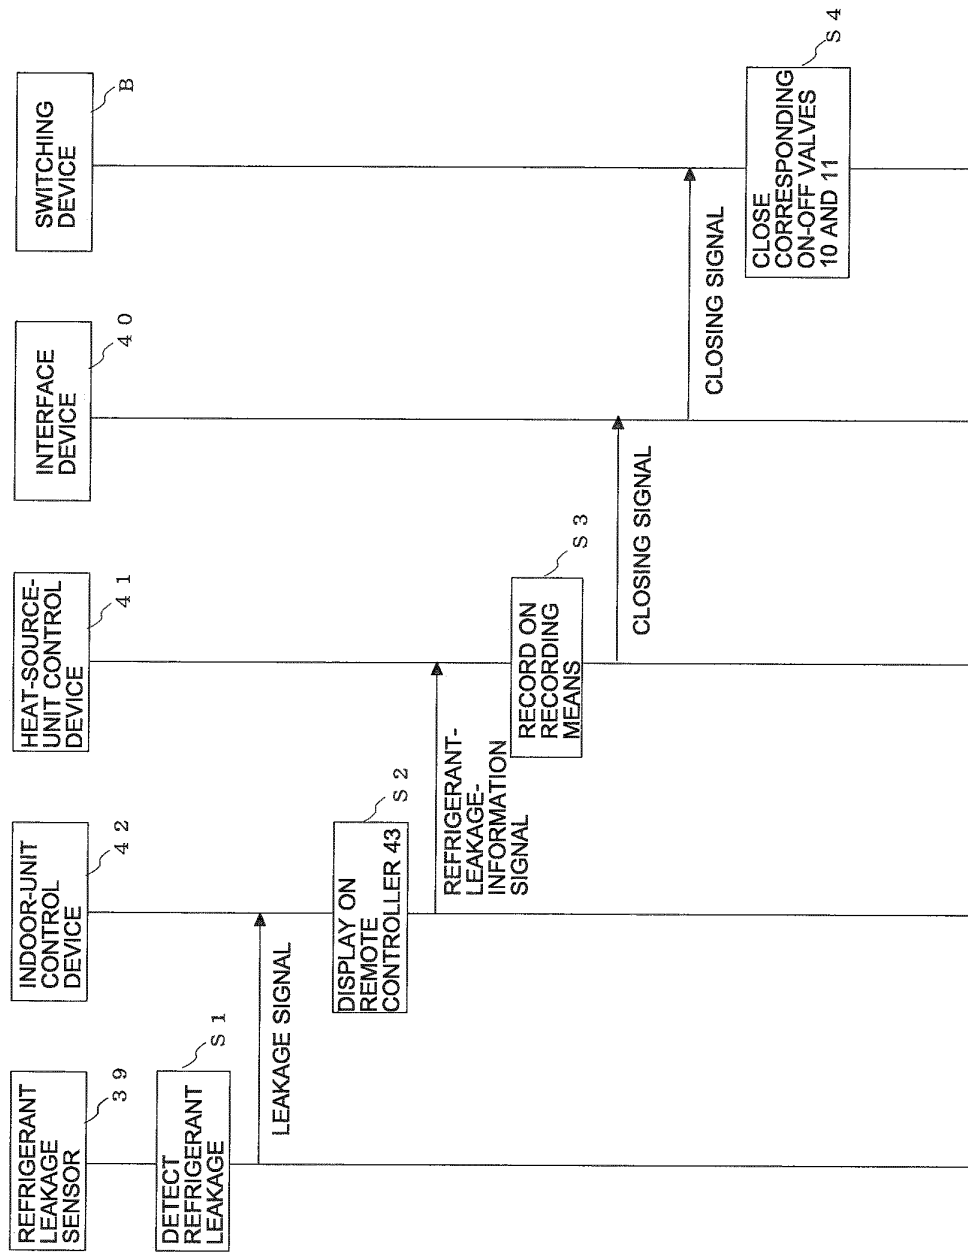 REFRIGERANT
LEAKAGE
SENSOR
39
INDOOR-UNIT
CONTROL
DEVICE
42
HEAT-SOURCE-
UNIT CONTROL
DEVICE
41
INTERFACE
DEVICE
40
SWITCHING
DEVICE
B
DETECT
REFRIGERANT
LEAKAGE
S1
LEAKAGE SIGNAL
DISPLAY ON
REMOTE
CONTROLLER 43
S2
REFRIGERANT-
LEAKAGE-
INFORMATION
SIGNAL
RECORD ON
RECORDING
MEANS
S3
CLOSING SIGNAL
CLOSING SIGNAL
CLOSE
CORRESPONDING
ON-OFF VALVES
10 AND 11
S4